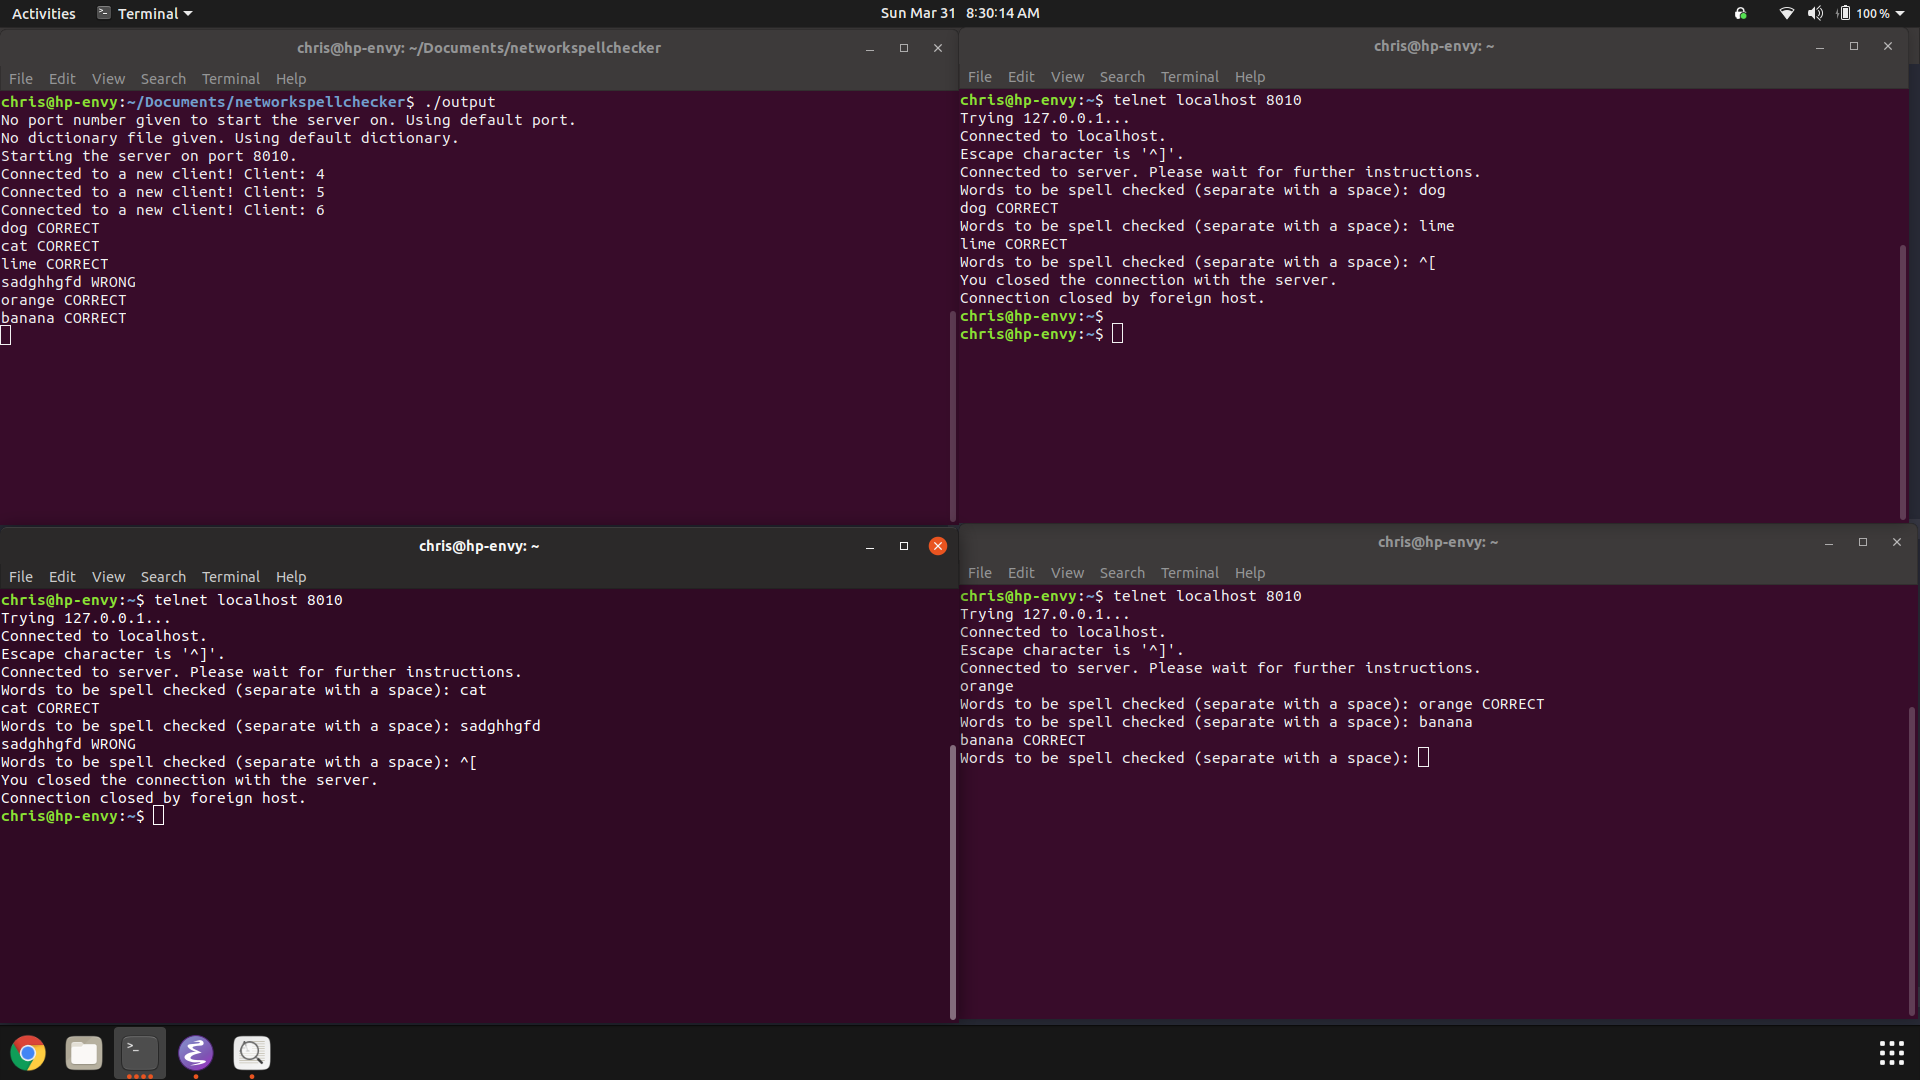 Activities Terminal Sun Mar 31 8:30:14 AM 100 %
chris@hp-envy: ~/Documents/networkspellchecker
File Edit View Search Terminal Help
chris@hp-envy:~/Documents/networkspellchecker$ ./output
No port number given to start the server on. Using default port.
No dictionary file given. Using default dictionary.
Starting the server on port 8010.
Connected to a new client! Client: 4
Connected to a new client! Client: 5
Connected to a new client! Client: 6
dog CORRECT
cat CORRECT
lime CORRECT
sadghhgfd WRONG
orange CORRECT
banana CORRECT
chris@hp-envy: ~
File Edit View Search Terminal Help
chris@hp-envy:~$ telnet localhost 8010
Trying 127.0.0.1...
Connected to localhost.
Escape character is '^]'.
Connected to server. Please wait for further instructions.
Words to be spell checked (separate with a space): dog
dog CORRECT
Words to be spell checked (separate with a space): lime
lime CORRECT
Words to be spell checked (separate with a space): ^[
You closed the connection with the server.
Connection closed by foreign host.
chris@hp-envy:~$
chris@hp-envy:~$
chris@hp-envy: ~
File Edit View Search Terminal Help
chris@hp-envy:~$ telnet localhost 8010
Trying 127.0.0.1...
Connected to localhost.
Escape character is '^]'.
Connected to server. Please wait for further instructions.
Words to be spell checked (separate with a space): cat
cat CORRECT
Words to be spell checked (separate with a space): sadghhgfd
sadghhgfd WRONG
Words to be spell checked (separate with a space): ^[
You closed the connection with the server.
Connection closed by foreign host.
chris@hp-envy:~$
chris@hp-envy: ~
File Edit View Search Terminal Help
chris@hp-envy:~$ telnet localhost 8010
Trying 127.0.0.1...
Connected to localhost.
Escape character is '^]'.
Connected to server. Please wait for further instructions.
orange
Words to be spell checked (separate with a space): orange CORRECT
Words to be spell checked (separate with a space): banana
banana CORRECT
Words to be spell checked (separate with a space):